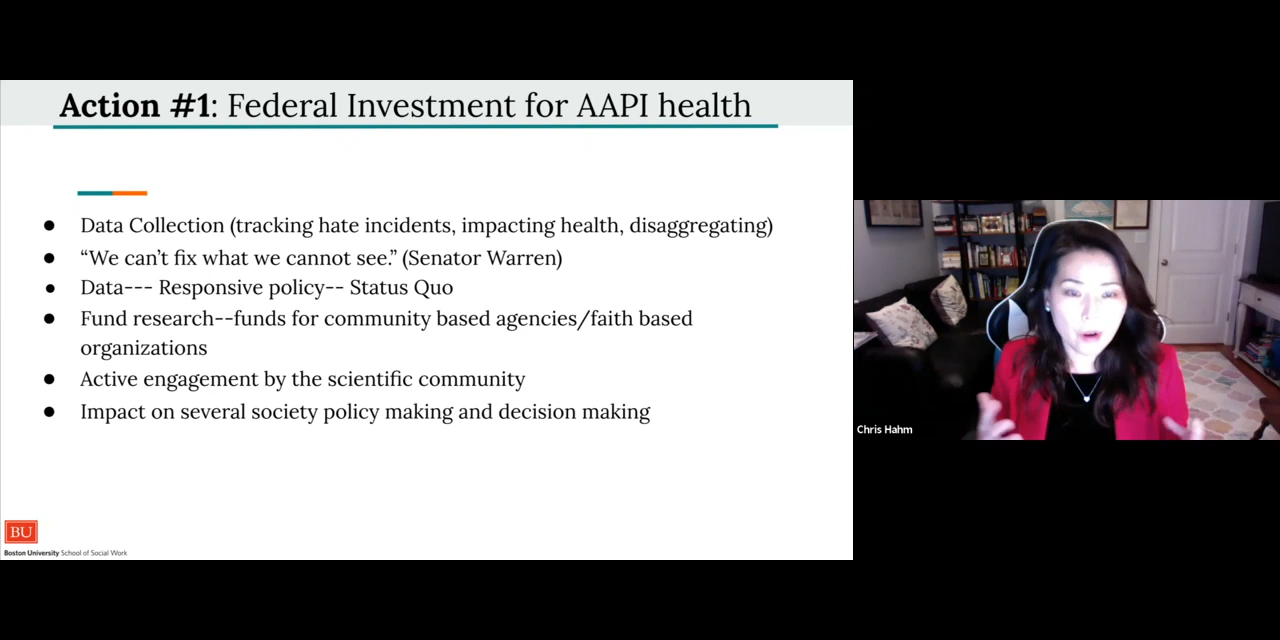 Action #1: Federal Investment for AAPI health
● Data Collection (tracking hate incidents, impacting health, disaggregating)
● “We can’t fix what we cannot see.” (Senator Warren)
● Data--- Responsive policy-- Status Quo
● Fund research--funds for community based agencies/faith based
organizations
● Active engagement by the scientific community
● Impact on several society policy making and decision making
BU
Boston University School of Social Work
Chris Hahm